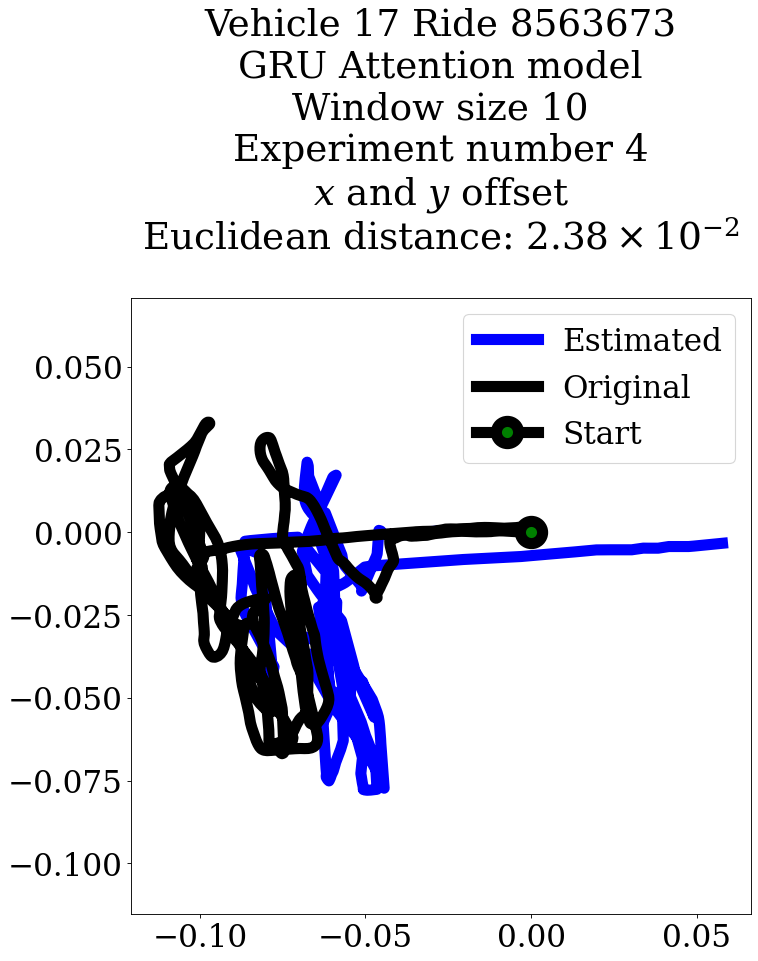 Vehicle 17 Ride 8563673
GRU Attention model
Window size 10
Experiment number 4
x and y offset
Euclidean distance: 2.38 × 10⁻²
Estimated
Original
Start
0.050
0.025
0.000
−0.025
−0.050
−0.075
−0.100
−0.10 −0.05 0.00 0.05